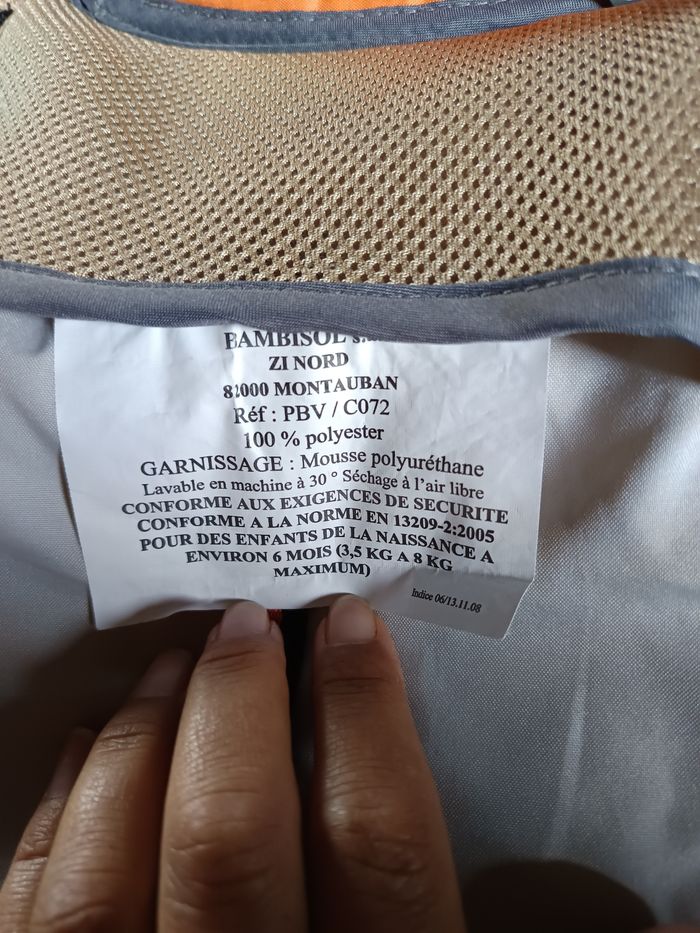 BAMBISOL
ZI NORD
82000 MONTAUBAN
Réf : PBV / C072
100 % polyester
GARNISSAGE : Mousse polyuréthane
Lavable en machine à 30 ° Séchage à l'air libre
CONFORME AUX EXIGENCES DE SECURITE
CONFORME A LA NORME EN 13209-2:2005
POUR DES ENFANTS DE LA NAISSANCE A
ENVIRON 6 MOIS (3,5 KG A 8 KG
MAXIMUM)
Indice 06/13.11.08